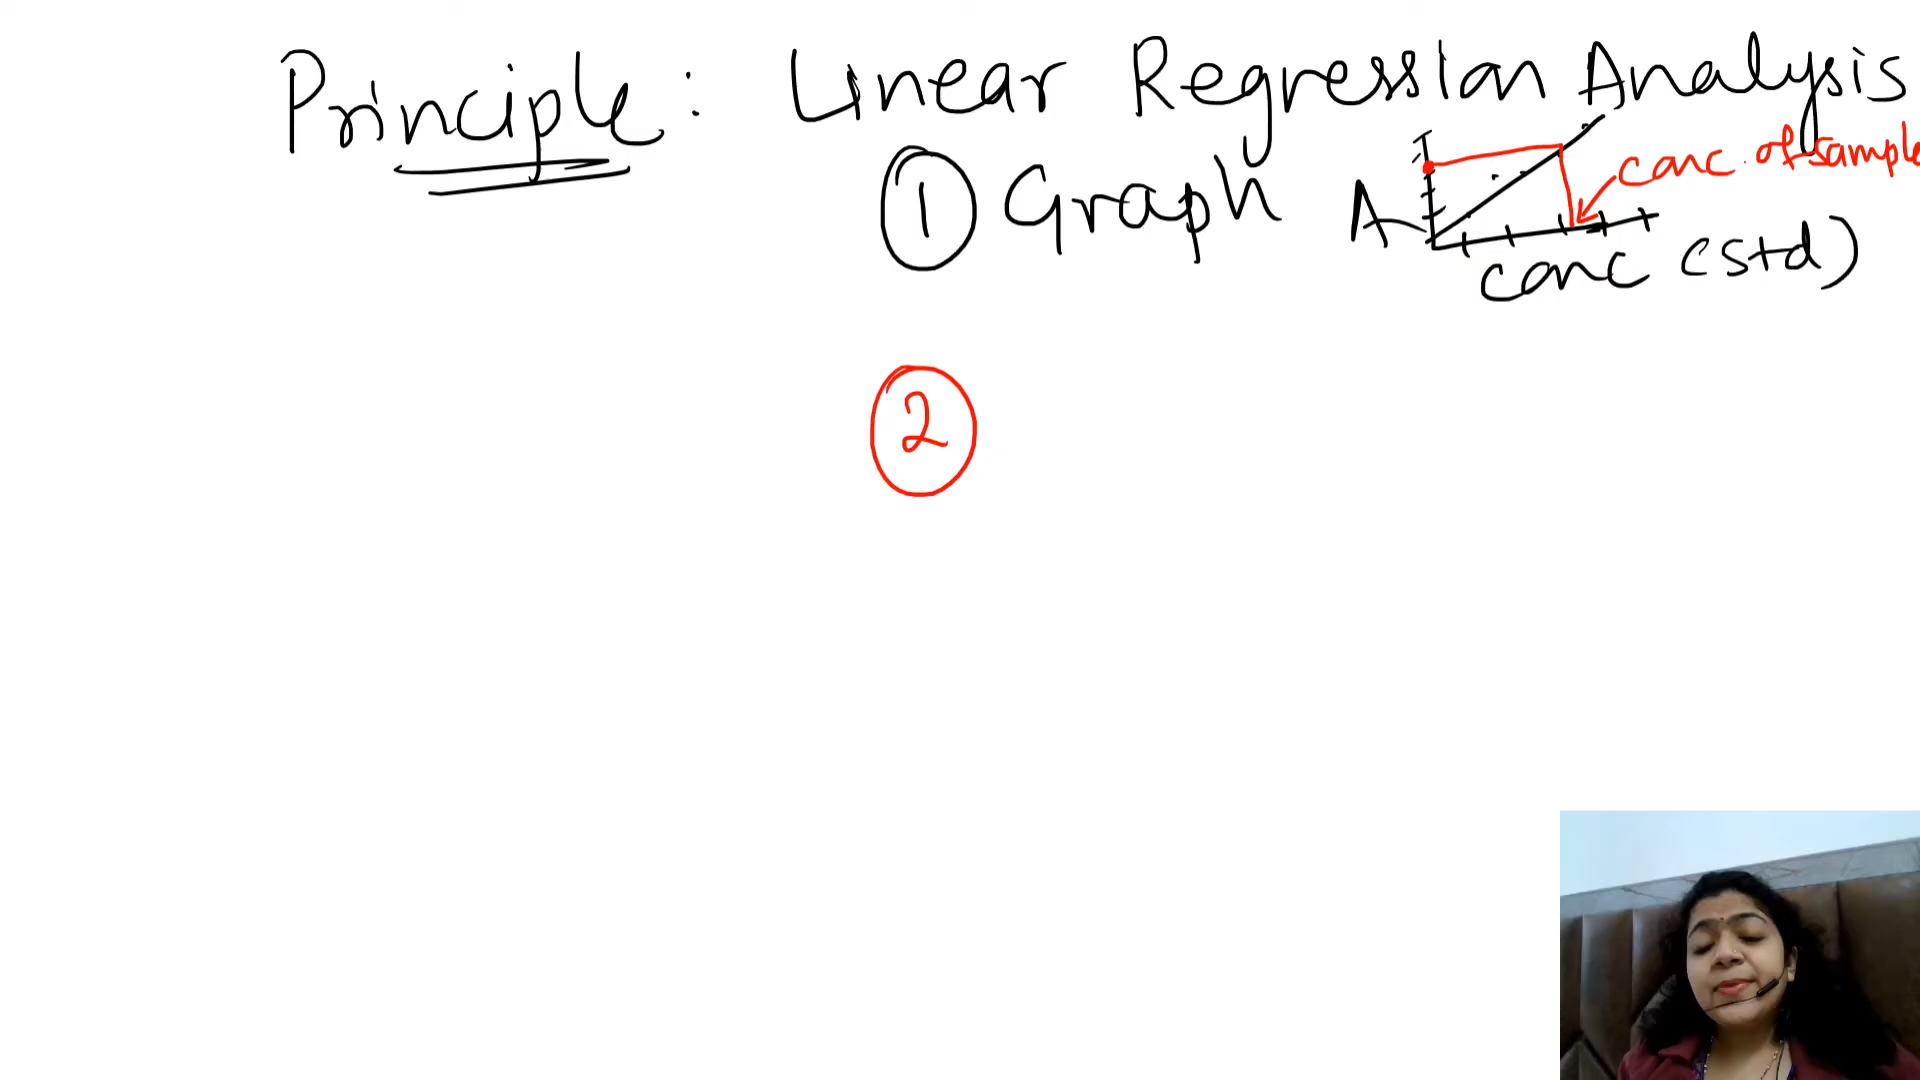 Principle: Linear Regression Analysis
① Graph A conc. of sample
conc (std)
②